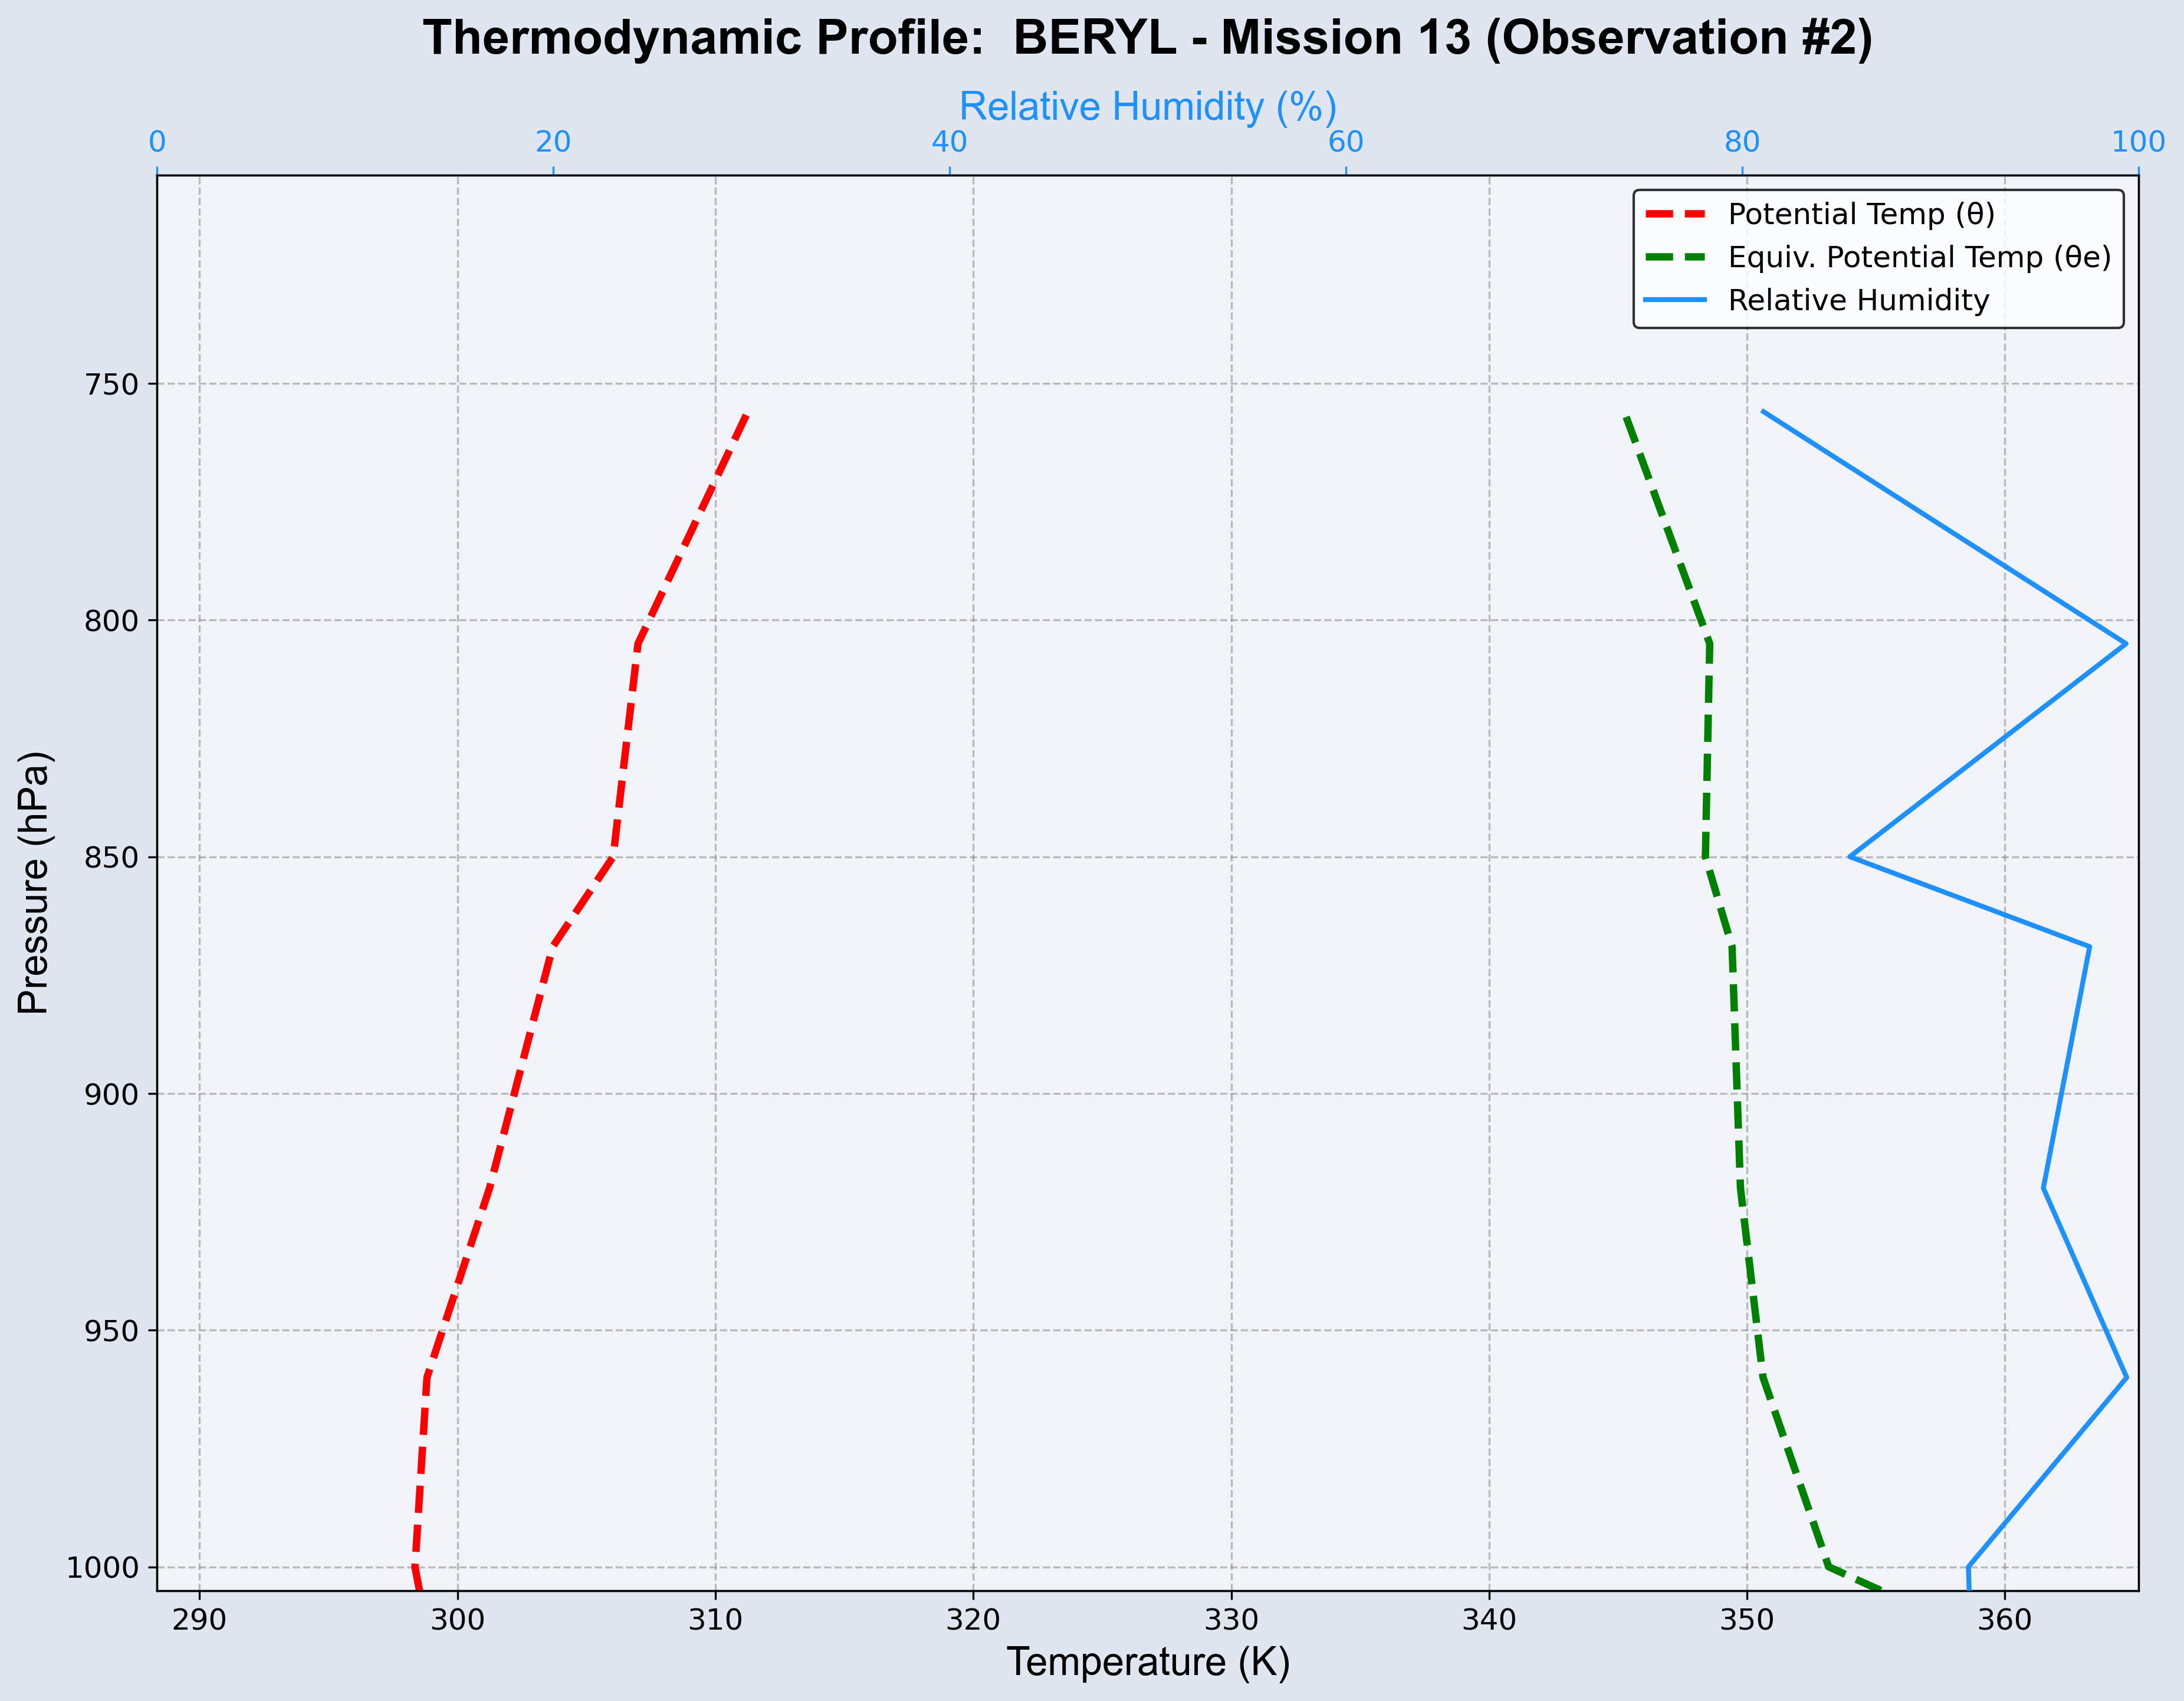 Thermodynamic Profile:  BERYL - Mission 13 (Observation #2)
Relative Humidity (%)
0 20 40 60 80 100
Potential Temp (θ)
Equiv. Potential Temp (θe)
Relative Humidity
750
800
850
900
950
1000
Pressure (hPa)
290 300 310 320 330 340 350 360
Temperature (K)